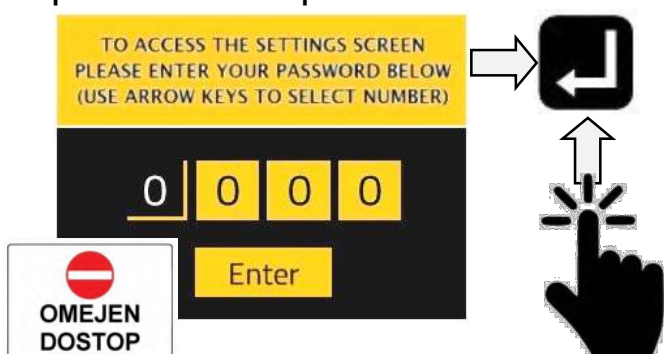 TO ACCESS THE SETTINGS SCREEN
PLEASE ENTER YOUR PASSWORD BELOW
(USE ARROW KEYS TO SELECT NUMBER)
0 0 0 0
Enter
OMEJEN
DOSTOP